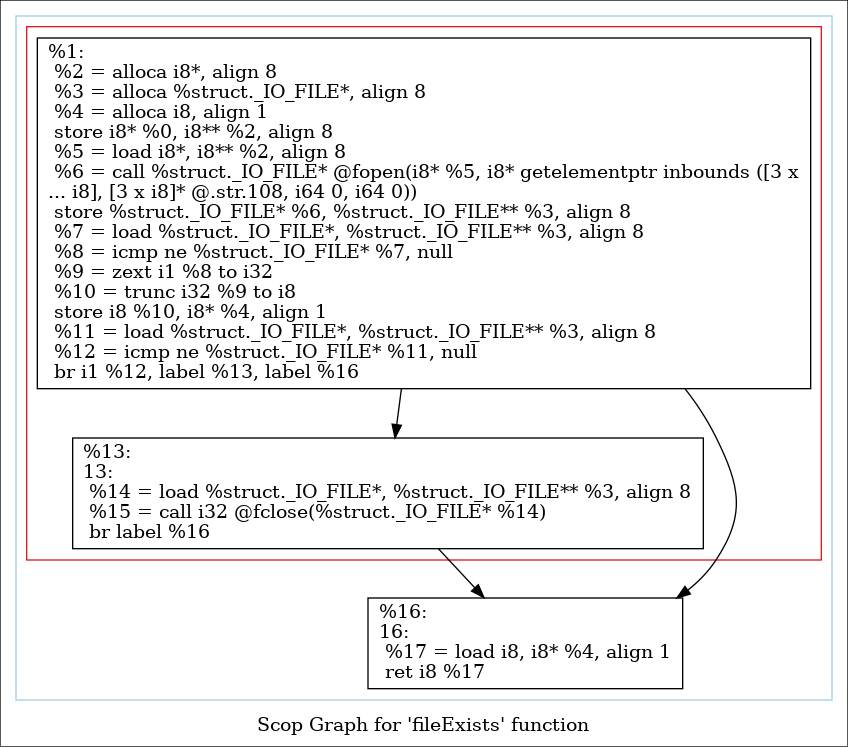 %1:
%2 = alloca i8*, align 8
%3 = alloca %struct._IO_FILE*, align 8
%4 = alloca i8, align 1
store i8* %0, i8** %2, align 8
%5 = load i8*, i8** %2, align 8
%6 = call %struct._IO_FILE* @fopen(i8* %5, i8* getelementptr inbounds ([3 x
... i8], [3 x i8]* @.str.108, i64 0, i64 0))
store %struct._IO_FILE* %6, %struct._IO_FILE** %3, align 8
%7 = load %struct._IO_FILE*, %struct._IO_FILE** %3, align 8
%8 = icmp ne %struct._IO_FILE* %7, null
%9 = zext i1 %8 to i32
%10 = trunc i32 %9 to i8
store i8 %10, i8* %4, align 1
%11 = load %struct._IO_FILE*, %struct._IO_FILE** %3, align 8
%12 = icmp ne %struct._IO_FILE* %11, null
br i1 %12, label %13, label %16
%13:
13:
%14 = load %struct._IO_FILE*, %struct._IO_FILE** %3, align 8
%15 = call i32 @fclose(%struct._IO_FILE* %14)
br label %16
%16:
16:
%17 = load i8, i8* %4, align 1
ret i8 %17
Scop Graph for 'fileExists' function